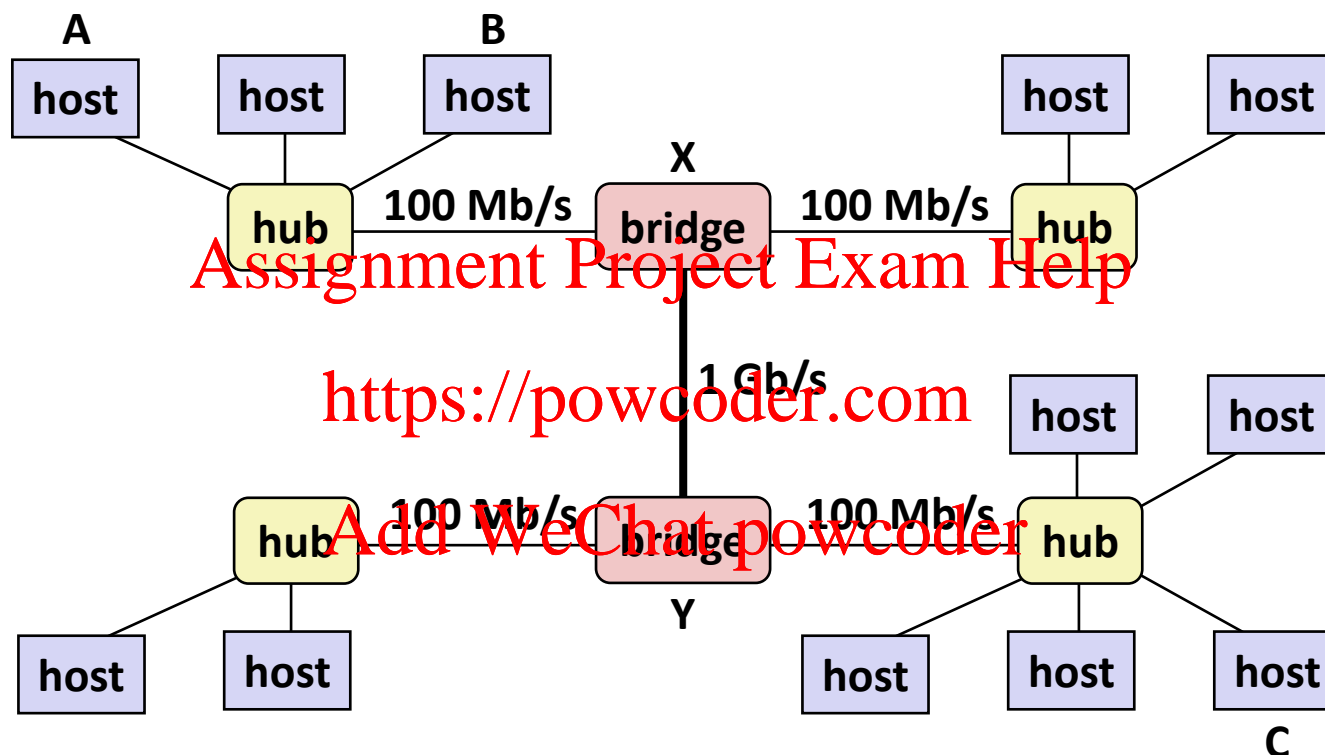 A
B
host
host
host
host
host
X
hub
100 Mb/s
bridge
100 Mb/s
hub
Assignment Project Exam Help
1 Gb/s
https://powcoder.com
host
host
hub
100 Mb/s
bridge
100 Mb/s
hub
Add WeChat powcoder
Y
host
host
host
host
host
C